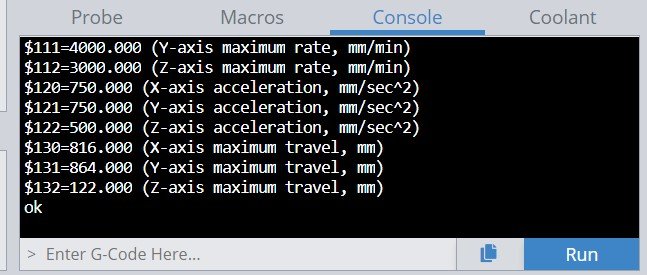 Probe Macros Console Coolant
$111=4000.000 (Y-axis maximum rate, mm/min)
$112=3000.000 (Z-axis maximum rate, mm/min)
$120=750.000 (X-axis acceleration, mm/sec^2)
$121=750.000 (Y-axis acceleration, mm/sec^2)
$122=500.000 (Z-axis acceleration, mm/sec^2)
$130=816.000 (X-axis maximum travel, mm)
$131=864.000 (Y-axis maximum travel, mm)
$132=122.000 (Z-axis maximum travel, mm)
ok
> Enter G-Code Here... Run